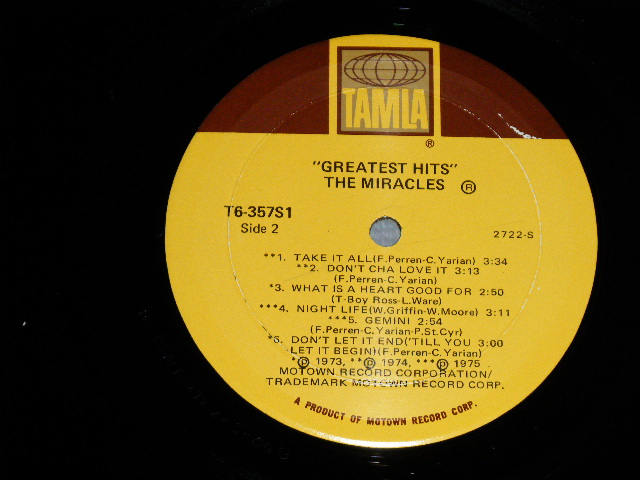 TAMLA
®
"GREATEST HITS"
THE MIRACLES ®
T6-357S1
Side 2
2722-S
**1. TAKE IT ALL(F.Perren-C.Yarian) 3:34
**2. DON'T CHA LOVE IT 3:13
(F.Perren-C.Yarian)
*3. WHAT IS A HEART GOOD FOR 2:50
(T-Boy Ross-L.Ware)
***4. NIGHT LIFE(W.Griffin-W.Moore) 3:11
***5. GEMINI 2:54
(F.Perren-C.Yarian-P.St.Cyr)
*6. DON'T LET IT END('TILL YOU 3:00
LET IT BEGIN)(F.Perren-C.Yarian)
*℗ 1973, **℗ 1974, ***℗ 1975
MOTOWN RECORD CORPORATION/
TRADEMARK MOTOWN RECORD CORP.
A PRODUCT OF MOTOWN RECORD CORP.